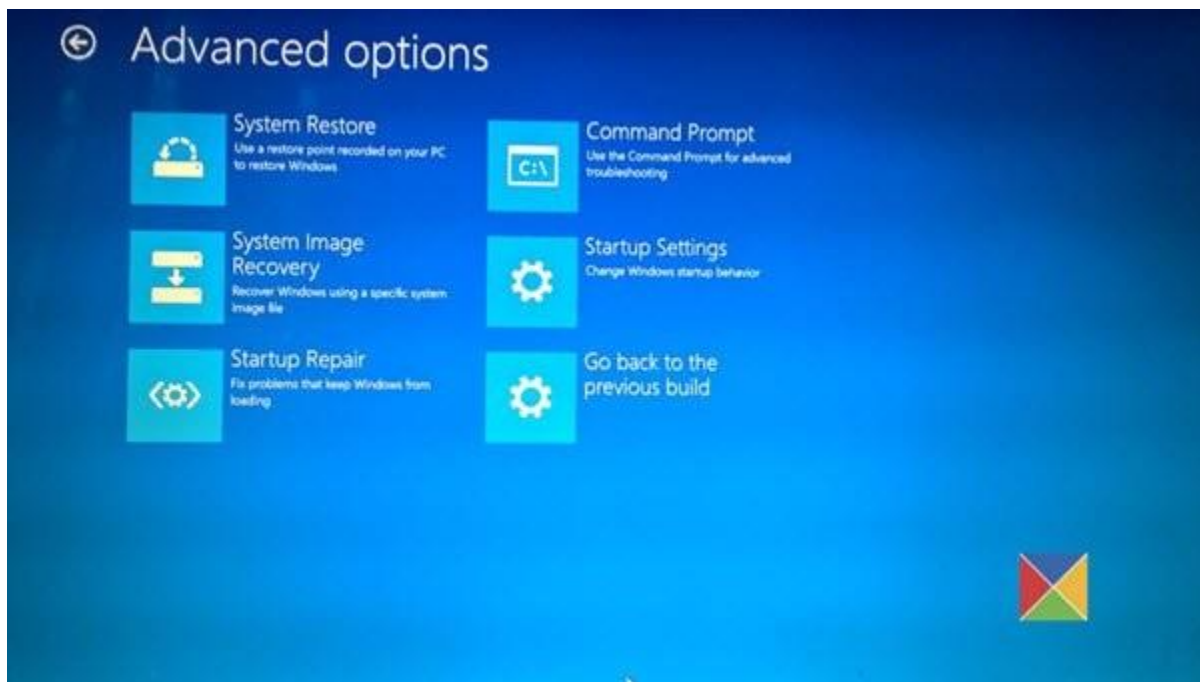 Advanced options
System Restore
Use a restore point recorded on your PC
to restore Windows
System Image
Recovery
Recover Windows using a specific system
image file
Startup Repair
Fix problems that keep Windows from
loading
Command Prompt
Use the Command Prompt for advanced
troubleshooting
C:\
Startup Settings
Change Windows startup behavior
Go back to the
previous build